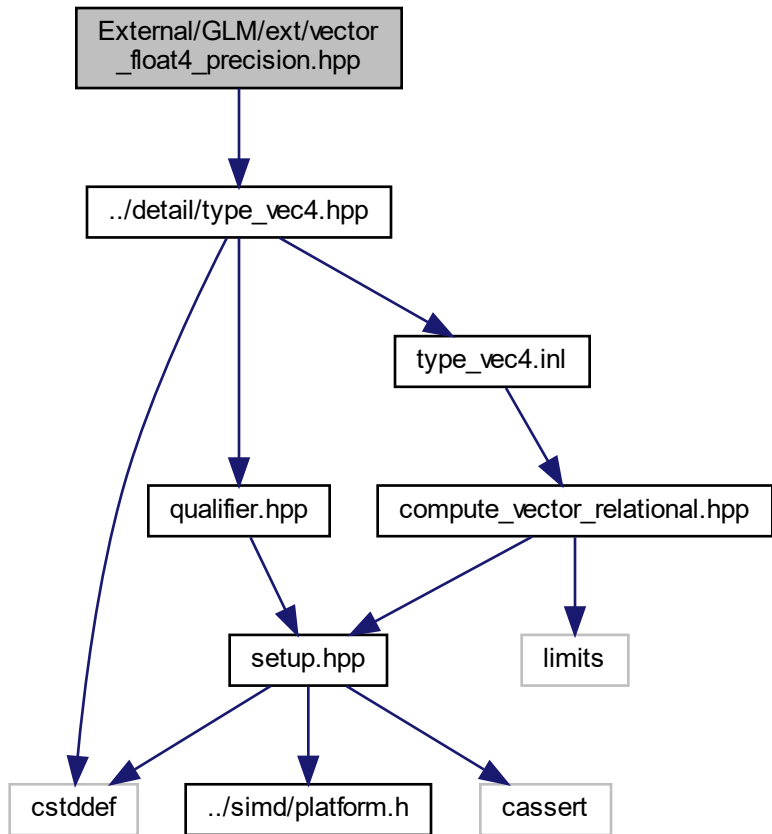 External/GLM/ext/vector
_float4_precision.hpp
../detail/type_vec4.hpp
type_vec4.inl
qualifier.hpp
compute_vector_relational.hpp
setup.hpp
limits
cstddef
../simd/platform.h
cassert